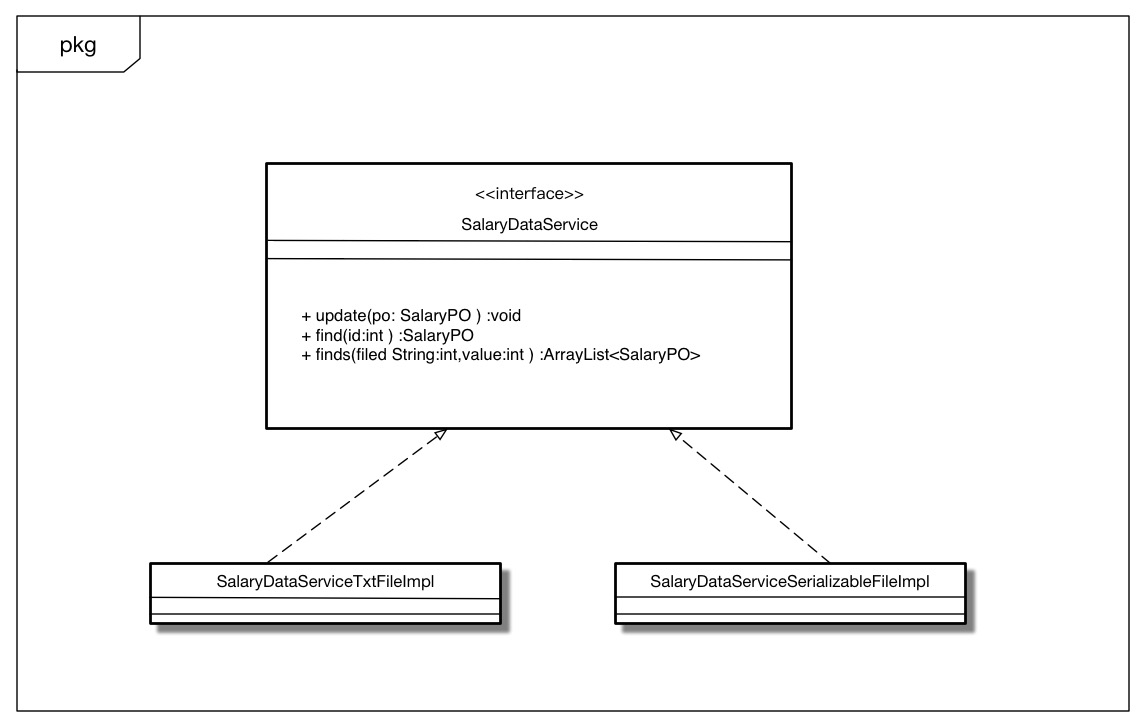 pkg
<<interface>>
SalaryDataService
+ update(po: SalaryPO ) :void
+ find(id:int ) :SalaryPO
+ finds(filed String:int,value:int ) :ArrayList<SalaryPO>
SalaryDataServiceTxtFileImpl
SalaryDataServiceSerializableFileImpl